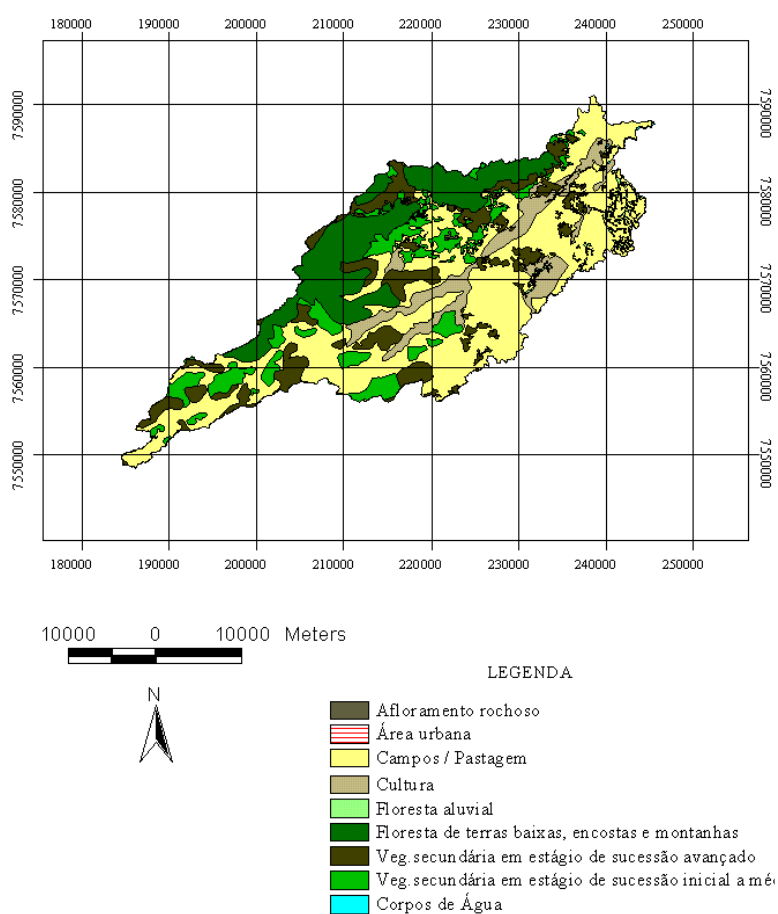 180000 190000 200000 210000 220000 230000 240000 250000
7590000 7590000
7580000 7580000
7570000 7570000
7560000 7560000
7550000 7550000
180000 190000 200000 210000 220000 230000 240000 250000
10000 0 10000 Meters
N
LEGENDA
Afloramento rochoso
Área urbana
Campos / Pastagem
Cultura
Floresta aluvial
Floresta de terras baixas, encostas e montanhas
Veg.secundária em estágio de sucessão avançado
Veg.secundária em estágio de sucessão inicial a mé
Corpos de Água